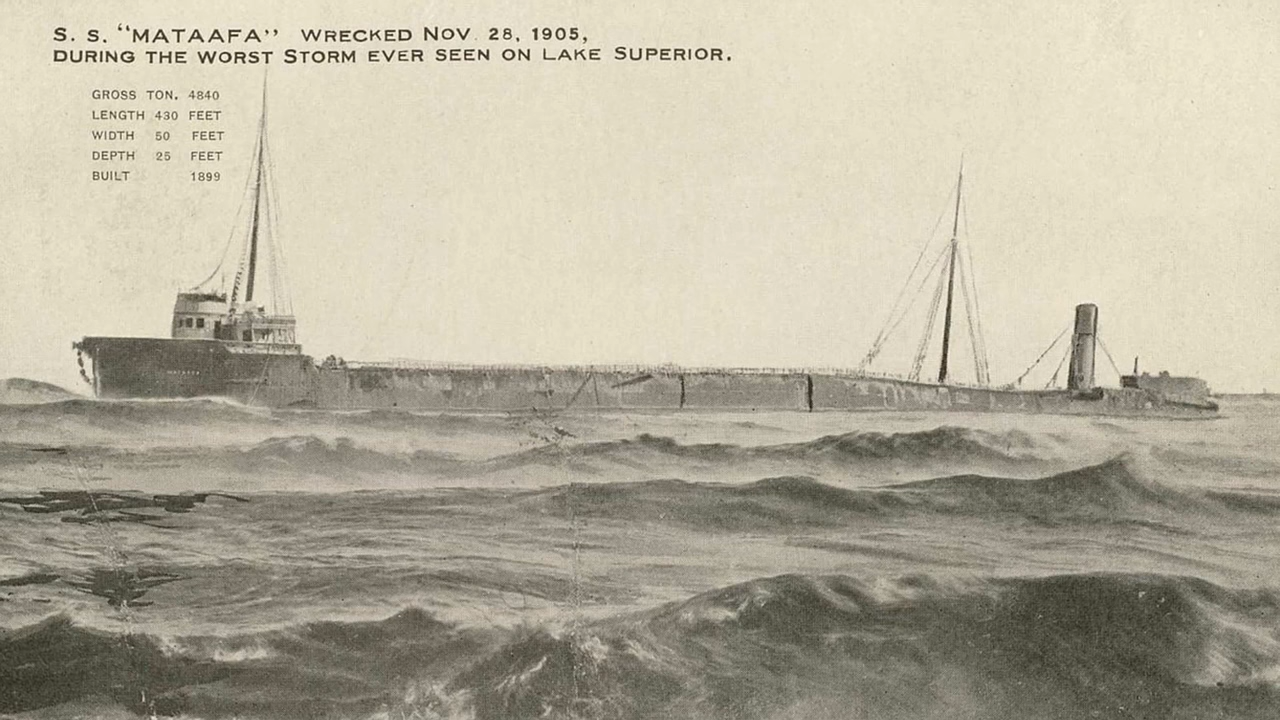 S. S. "MATAAFA" WRECKED NOV. 28, 1905,
DURING THE WORST STORM EVER SEEN ON LAKE SUPERIOR.
GROSS TON. 4840
LENGTH 430 FEET
WIDTH 50 FEET
DEPTH 25 FEET
BUILT 1899
MATAAFA